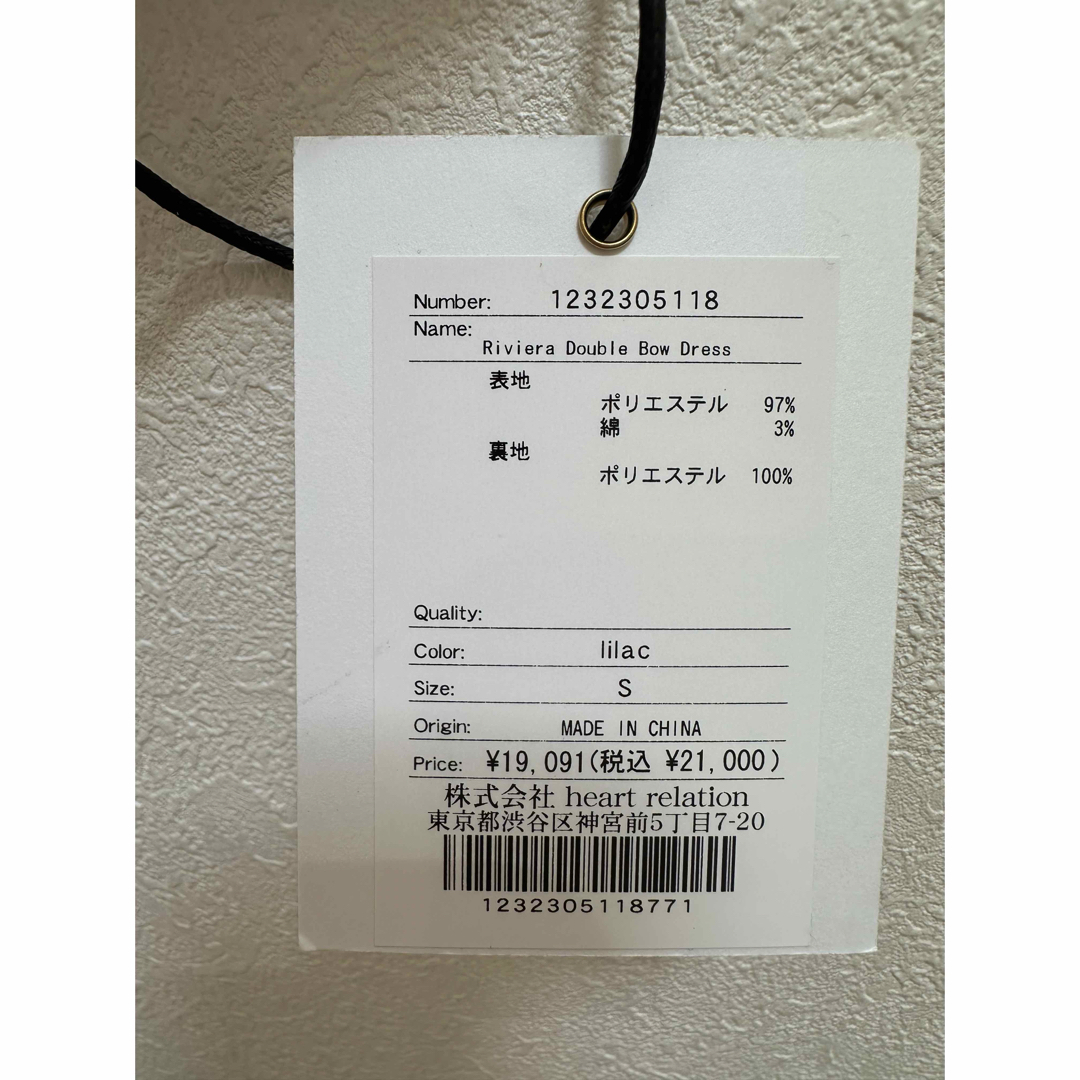 Number: 1232305118
Name:
Riviera Double Bow Dress
表地
ポリエステル 97%
綿 3%
裏地
ポリエステル 100%
Quality:
Color: lilac
Size: S
Origin: MADE IN CHINA
Price: ¥19,091(税込 ¥21,000)
株式会社 heart relation
東京都渋谷区神宮前5丁目7-20
1232305118771